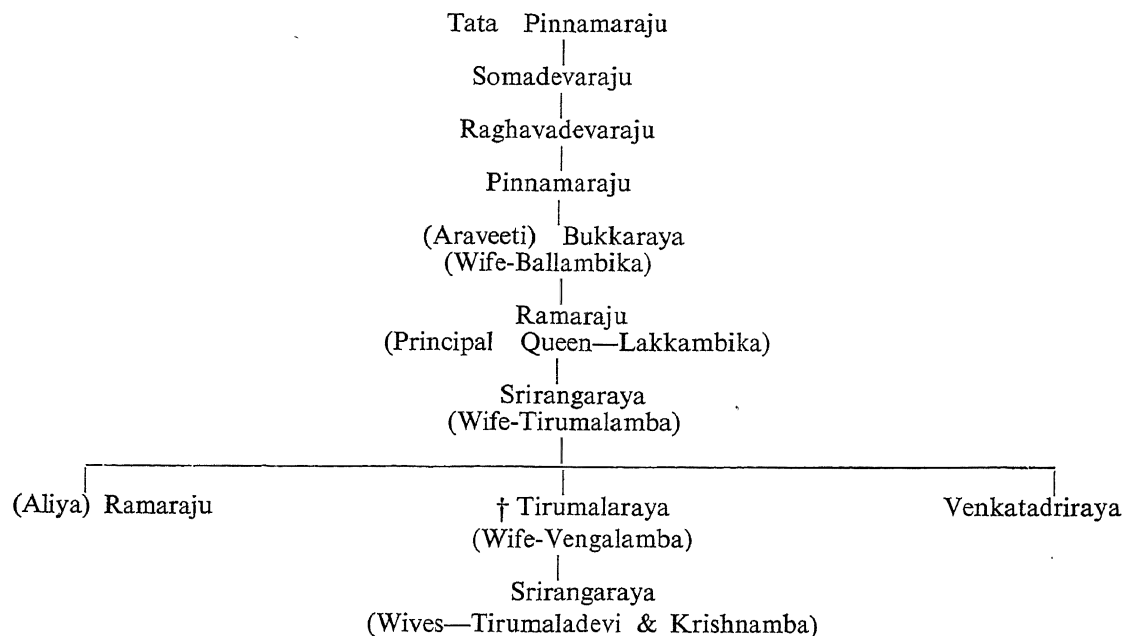 Tata Pinnamaraju
Somadevaraju
Raghavadevaraju
Pinnamaraju
(Araveeti) Bukkaraya
(Wife-Ballambika)
Ramaraju
(Principal Queen—Lakkambika)
Srirangaraya
(Wife-Tirumalamba)
(Aliya) Ramaraju † Tirumalaraya Venkatadriraya
(Wife-Vengalamba)
Srirangaraya
(Wives—Tirumaladevi & Krishnamba)